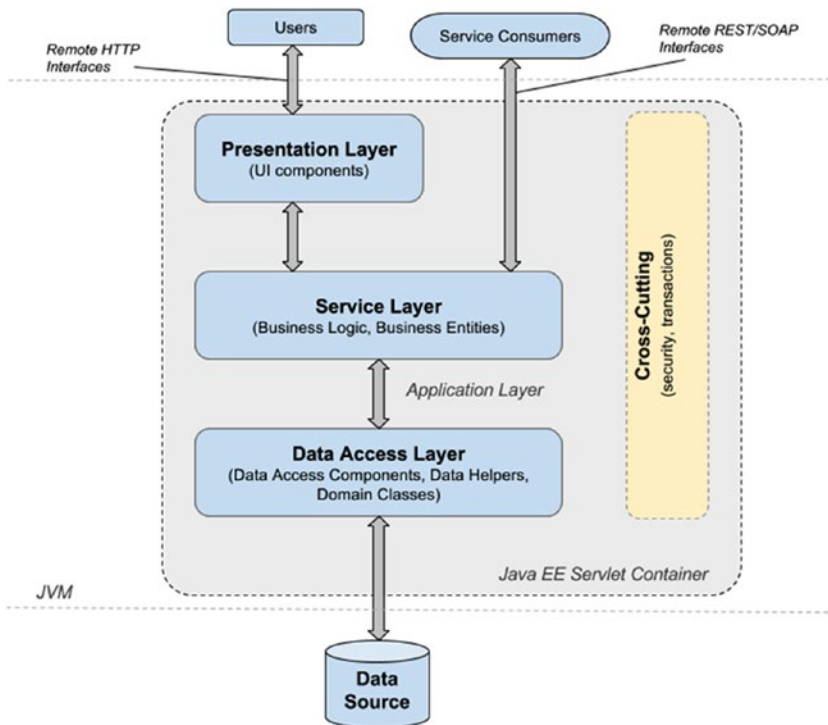 Users
Service Consumers
Remote HTTP
Interfaces
Remote REST/SOAP
Interfaces
Presentation Layer
(UI components)
Service Layer
(Business Logic, Business Entities)
Application Layer
Data Access Layer
(Data Access Components, Data Helpers,
Domain Classes)
Cross-Cutting
(security, transactions)
Java EE Servlet Container
JVM
Data
Source